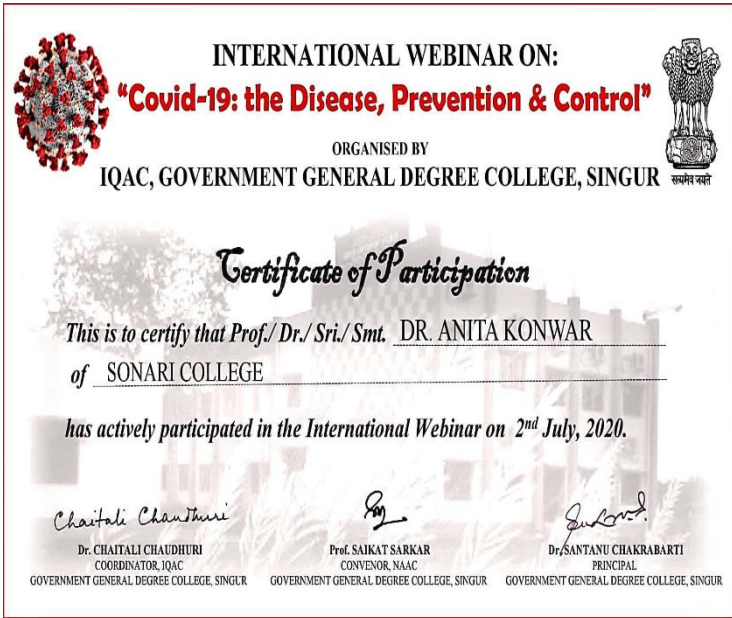 INTERNATIONAL WEBINAR ON:
"Covid-19: the Disease, Prevention & Control"
ORGANISED BY
IQAC, GOVERNMENT GENERAL DEGREE COLLEGE, SINGUR
सत्यमेव जयते
Certificate of Participation
This is to certify that Prof./ Dr./ Sri./ Smt. DR. ANITA KONWAR
of SONARI COLLEGE
has actively participated in the International Webinar on 2nd July, 2020.
Chaitali Chaudhuri
Dr. CHAITALI CHAUDHURI
COORDINATOR, IQAC
GOVERNMENT GENERAL DEGREE COLLEGE, SINGUR
Prof. SAIKAT SARKAR
CONVENOR, NAAC
GOVERNMENT GENERAL DEGREE COLLEGE, SINGUR
Dr. SANTANU CHAKRABARTI
PRINCIPAL
GOVERNMENT GENERAL DEGREE COLLEGE, SINGUR